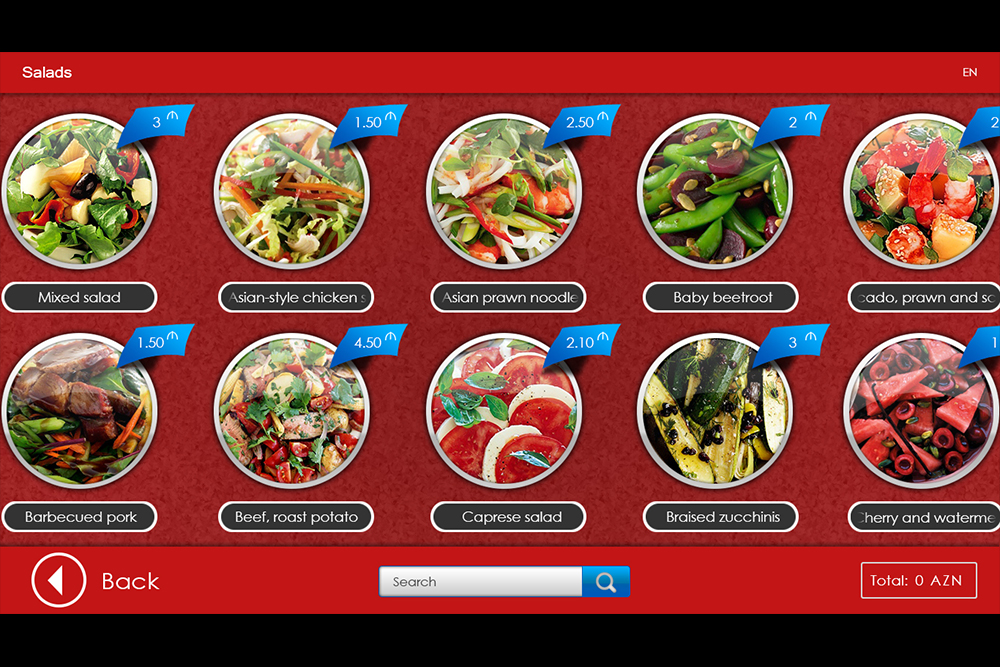 Salads
EN
3 ₼
1.50 ₼
2.50 ₼
2 ₼
2
Mixed salad
Asian-style chicken s
Asian prawn noodle
Baby beetroot
cado, prawn and
1.50 ₼
4.50 ₼
2.10 ₼
3 ₼
1
Barbecued pork
Beef, roast potato
Caprese salad
Braised zucchinis
Cherry and waterme
Back
Search
Total: 0 AZN